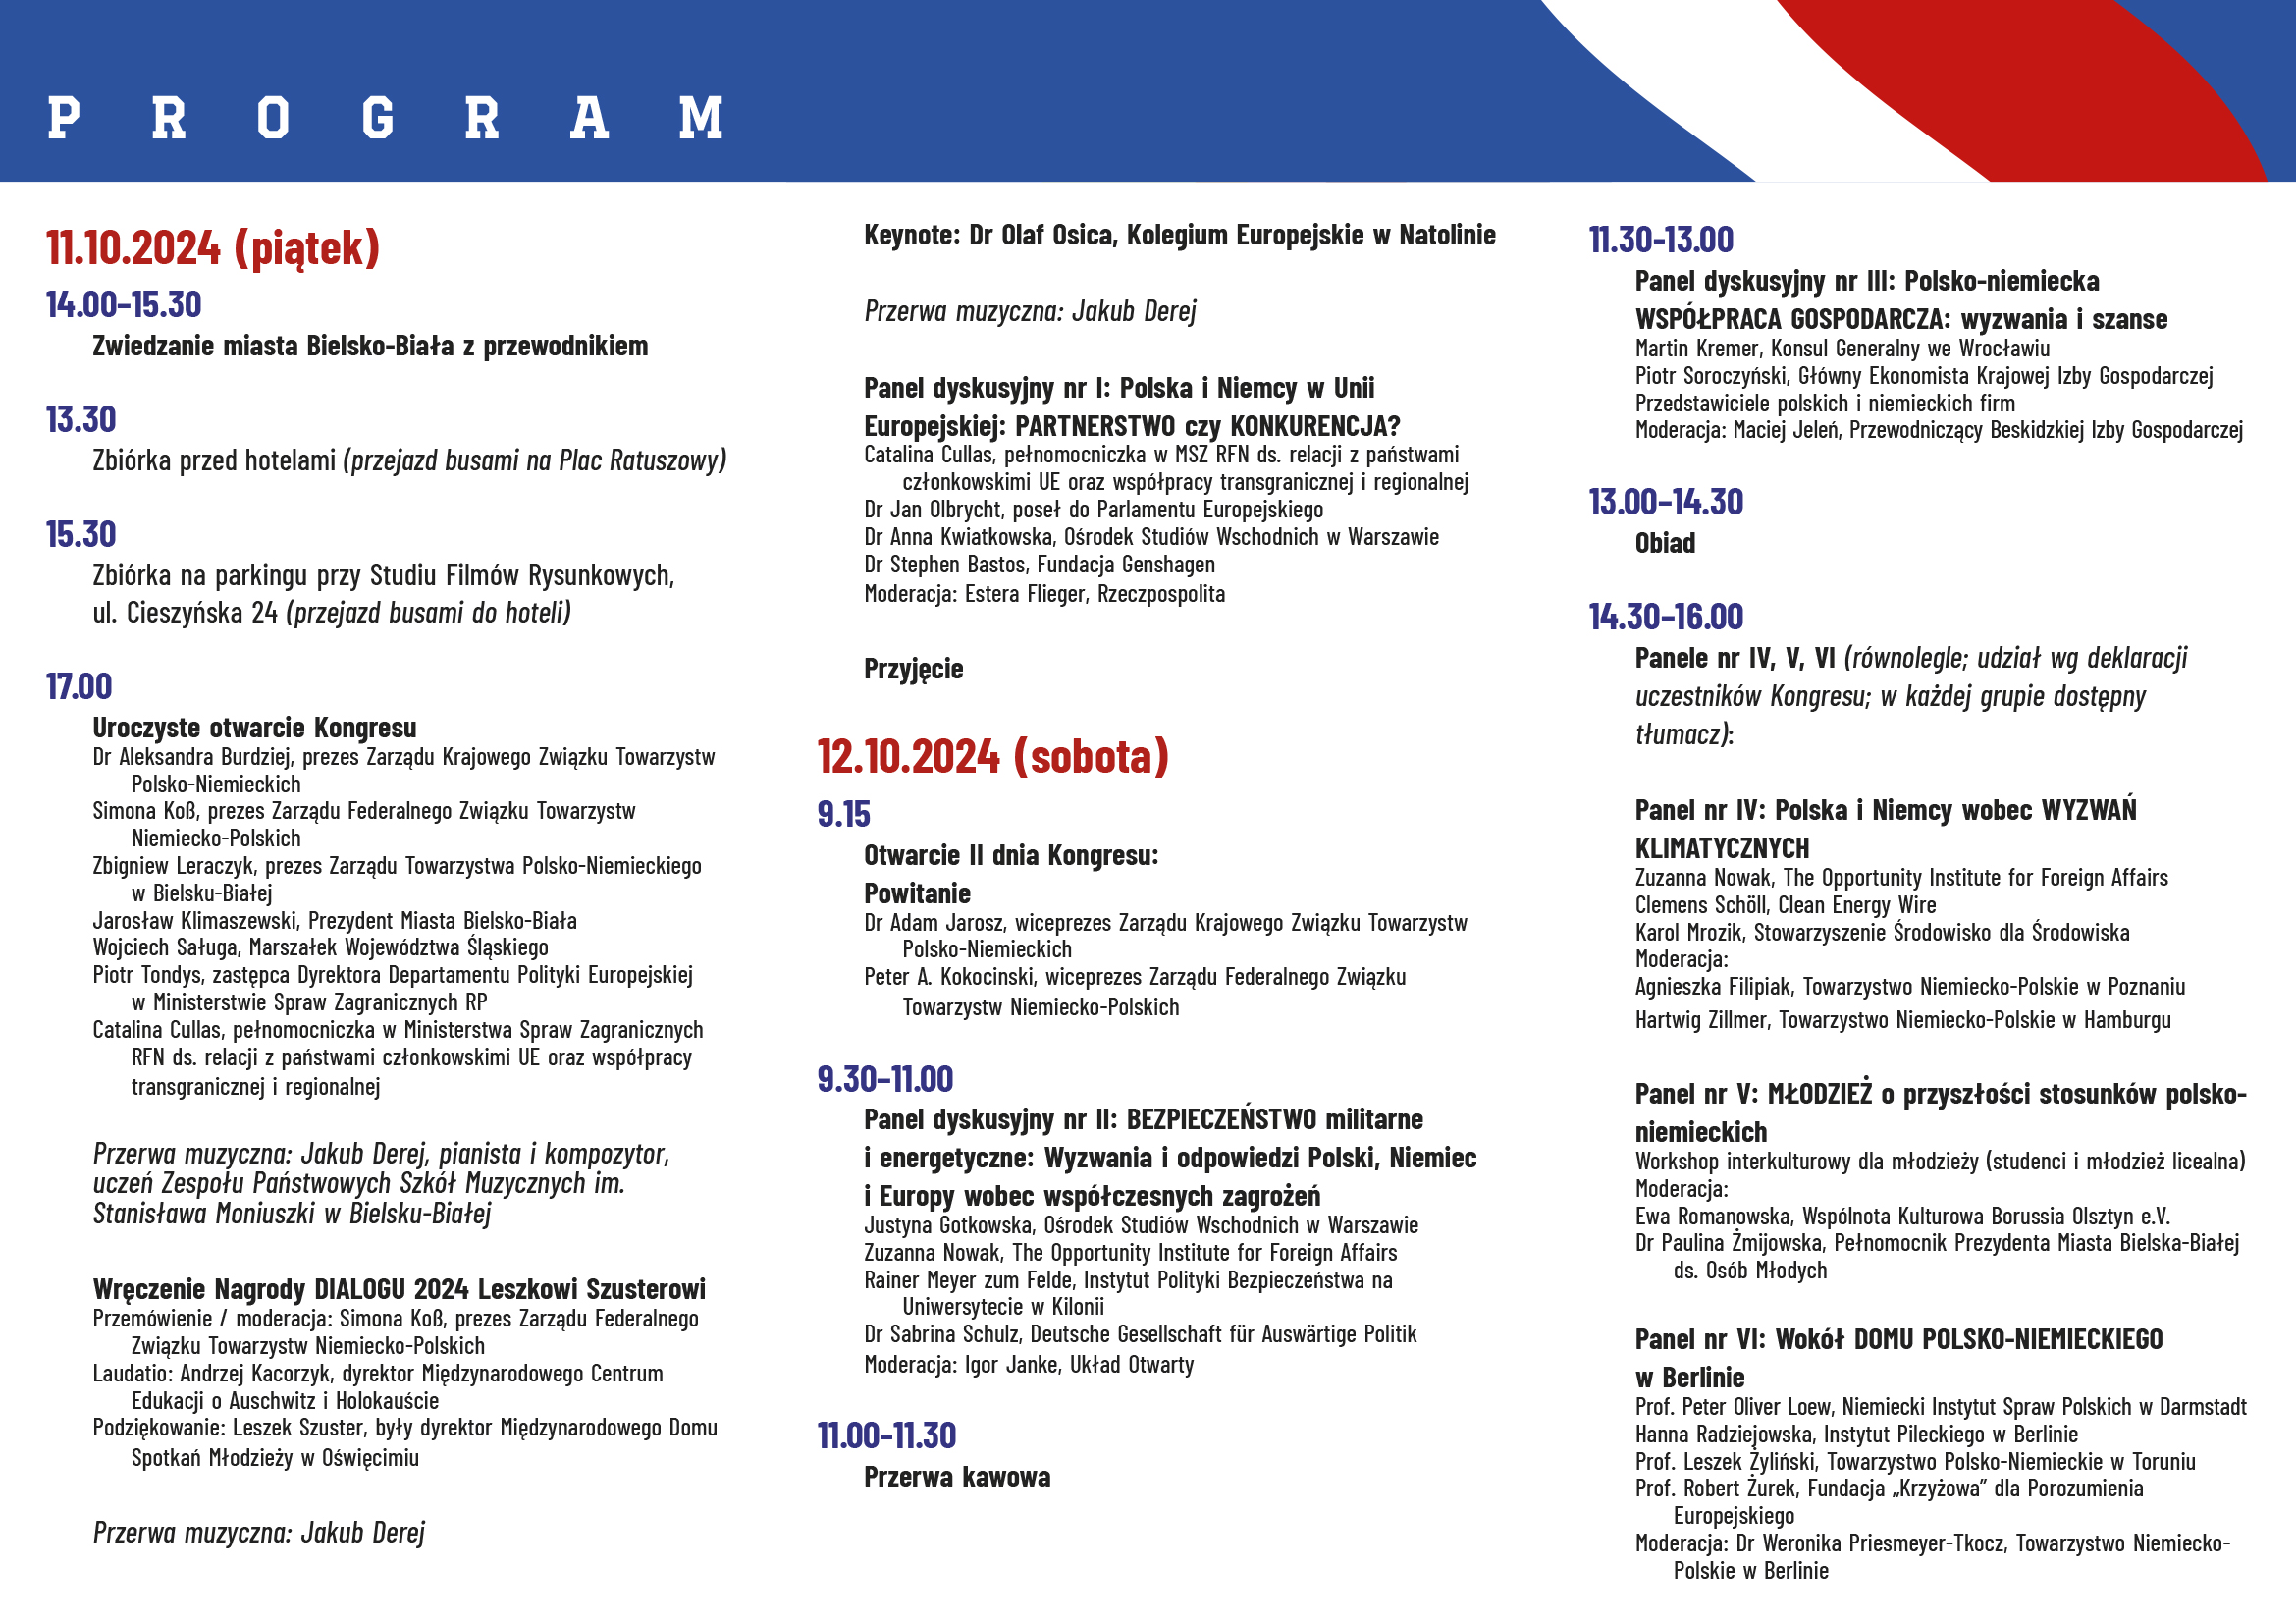 PROGRAM
11.10.2024 (piątek)
14.00–15.30
Zwiedzanie miasta Bielsko-Biała z przewodnikiem
13.30
Zbiórka przed hotelami (przejazd busami na Plac Ratuszowy)
15.30
Zbiórka na parkingu przy Studiu Filmów Rysunkowych,
ul. Cieszyńska 24 (przejazd busami do hoteli)
17.00
Uroczyste otwarcie Kongresu
Dr Aleksandra Burdziej, prezes Zarządu Krajowego Związku Towarzystw
Polsko-Niemieckich
Simona Koß, prezes Zarządu Federalnego Związku Towarzystw
Niemiecko-Polskich
Zbigniew Leraczyk, prezes Zarządu Towarzystwa Polsko-Niemieckiego
w Bielsku-Białej
Jarosław Klimaszewski, Prezydent Miasta Bielsko-Biała
Wojciech Saługa, Marszałek Województwa Śląskiego
Piotr Tondys, zastępca Dyrektora Departamentu Polityki Europejskiej
w Ministerstwie Spraw Zagranicznych RP
Catalina Cullas, pełnomocniczka w Ministerstwa Spraw Zagranicznych
RFN ds. relacji z państwami członkowskimi UE oraz współpracy
transgranicznej i regionalnej
Przerwa muzyczna: Jakub Derej, pianista i kompozytor,
uczeń Zespołu Państwowych Szkół Muzycznych im.
Stanisława Moniuszki w Bielsku-Białej
Wręczenie Nagrody DIALOGU 2024 Leszkowi Szusterowi
Przemówienie / moderacja: Simona Koß, prezes Zarządu Federalnego
Związku Towarzystw Niemiecko-Polskich
Laudatio: Andrzej Kacorzyk, dyrektor Międzynarodowego Centrum
Edukacji o Auschwitz i Holokauście
Podziękowanie: Leszek Szuster, były dyrektor Międzynarodowego Domu
Spotkań Młodzieży w Oświęcimiu
Przerwa muzyczna: Jakub Derej
Keynote: Dr Olaf Osica, Kolegium Europejskie w Natolinie
Przerwa muzyczna: Jakub Derej
Panel dyskusyjny nr I: Polska i Niemcy w Unii
Europejskiej: PARTNERSTWO czy KONKURENCJA?
Catalina Cullas, pełnomocniczka w MSZ RFN ds. relacji z państwami
członkowskimi UE oraz współpracy transgranicznej i regionalnej
Dr Jan Olbrycht, poseł do Parlamentu Europejskiego
Dr Anna Kwiatkowska, Ośrodek Studiów Wschodnich w Warszawie
Dr Stephen Bastos, Fundacja Genshagen
Moderacja: Estera Flieger, Rzeczpospolita
Przyjęcie
12.10.2024 (sobota)
9.15
Otwarcie II dnia Kongresu:
Powitanie
Dr Adam Jarosz, wiceprezes Zarządu Krajowego Związku Towarzystw
Polsko-Niemieckich
Peter A. Kokocinski, wiceprezes Zarządu Federalnego Związku
Towarzystw Niemiecko-Polskich
9.30–11.00
Panel dyskusyjny nr II: BEZPIECZEŃSTWO militarne
i energetyczne: Wyzwania i odpowiedzi Polski, Niemiec
i Europy wobec współczesnych zagrożeń
Justyna Gotkowska, Ośrodek Studiów Wschodnich w Warszawie
Zuzanna Nowak, The Opportunity Institute for Foreign Affairs
Rainer Meyer zum Felde, Instytut Polityki Bezpieczeństwa na
Uniwersytecie w Kilonii
Dr Sabrina Schulz, Deutsche Gesellschaft für Auswärtige Politik
Moderacja: Igor Janke, Układ Otwarty
11.00-11.30
Przerwa kawowa
11.30-13.00
Panel dyskusyjny nr III: Polsko-niemiecka
WSPÓŁPRACA GOSPODARCZA: wyzwania i szanse
Martin Kremer, Konsul Generalny we Wrocławiu
Piotr Soroczyński, Główny Ekonomista Krajowej Izby Gospodarczej
Przedstawiciele polskich i niemieckich firm
Moderacja: Maciej Jeleń, Przewodniczący Beskidzkiej Izby Gospodarczej
13.00–14.30
Obiad
14.30–16.00
Panele nr IV, V, VI (równolegle; udział wg deklaracji
uczestników Kongresu; w każdej grupie dostępny
tłumacz):
Panel nr IV: Polska i Niemcy wobec WYZWAŃ
KLIMATYCZNYCH
Zuzanna Nowak, The Opportunity Institute for Foreign Affairs
Clemens Schöll, Clean Energy Wire
Karol Mrozik, Stowarzyszenie Środowisko dla Środowiska
Moderacja:
Agnieszka Filipiak, Towarzystwo Niemiecko-Polskie w Poznaniu
Hartwig Zillmer, Towarzystwo Niemiecko-Polskie w Hamburgu
Panel nr V: MŁODZIEŻ o przyszłości stosunków polsko-
niemieckich
Workshop interkulturowy dla młodzieży (studenci i młodzież licealna)
Moderacja:
Ewa Romanowska, Wspólnota Kulturowa Borussia Olsztyn e.V.
Dr Paulina Żmijowska, Pełnomocnik Prezydenta Miasta Bielska-Białej
ds. Osób Młodych
Panel nr VI: Wokół DOMU POLSKO-NIEMIECKIEGO
w Berlinie
Prof. Peter Oliver Loew, Niemiecki Instytut Spraw Polskich w Darmstadt
Hanna Radziejowska, Instytut Pileckiego w Berlinie
Prof. Leszek Żyliński, Towarzystwo Polsko-Niemieckie w Toruniu
Prof. Robert Żurek, Fundacja „Krzyżowa” dla Porozumienia
Europejskiego
Moderacja: Dr Weronika Priesmeyer-Tkocz, Towarzystwo Niemiecko-
Polskie w Berlinie